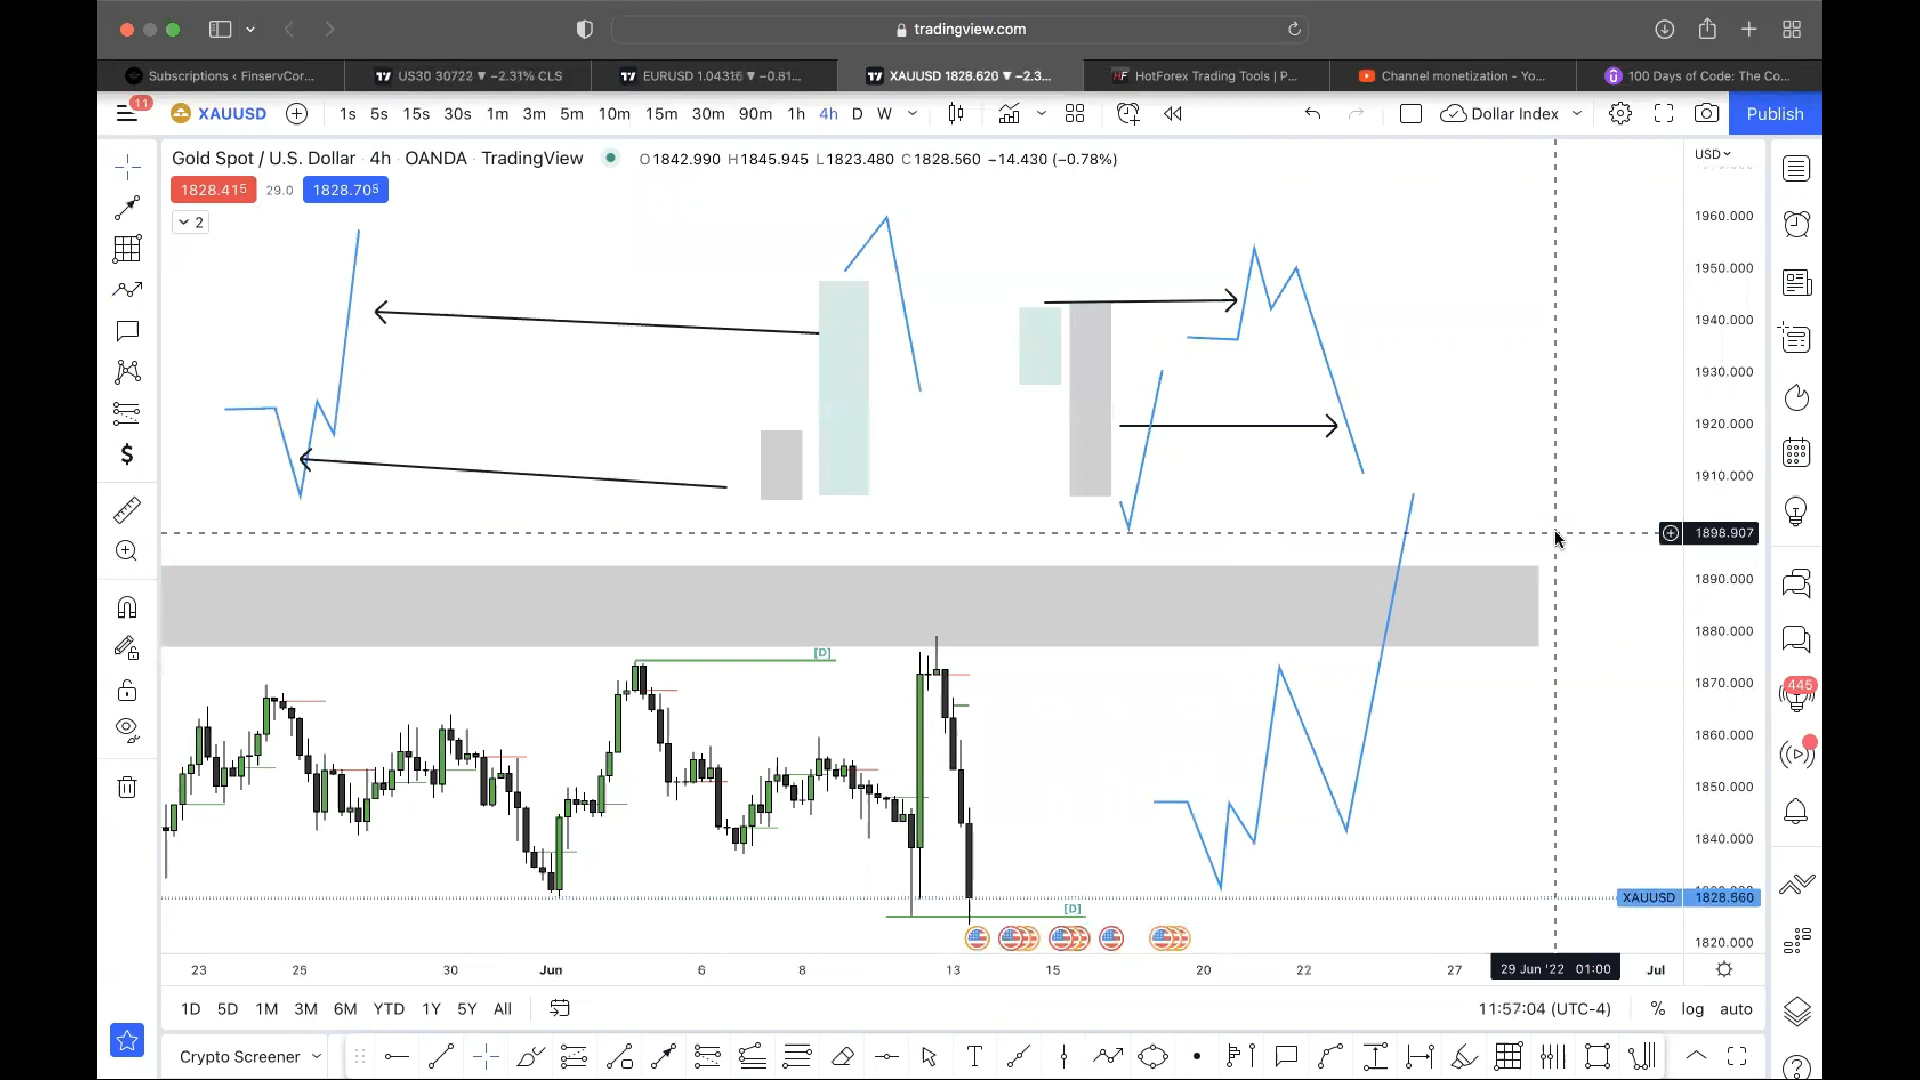 tradingview.com
Subscriptions ‹ FinservCor...
US30 30722 ▼ −2.31% CLS
EURUSD 1.04316 ▼ −0.81...
XAUUSD 1828.620 ▼ −2.3...
HotForex Trading Tools | P...
Channel monetization - Yo...
100 Days of Code: The Co...
11
XAUUSD
1s 5s 15s 30s 1m 3m 5m 10m 15m 30m 90m 1h 4h D W
Dollar Index
Publish
Gold Spot / U.S. Dollar · 4h · OANDA · TradingView
O1842.990 H1845.945 L1823.480 C1828.560 −14.430 (−0.78%)
USD
1828.415 29.0 1828.705
2
1960.000
1950.000
1940.000
1930.000
1920.000
1910.000
1898.907
1890.000
1880.000
[D]
1870.000
445
1860.000
1850.000
1840.000
XAUUSD 1828.560
[D]
1820.000
23 25 30 Jun 6 8 13 15 20 22 27 29 Jun '22 01:00 Jul
1D 5D 1M 3M 6M YTD 1Y 5Y All
11:57:04 (UTC-4) % log auto
Crypto Screener